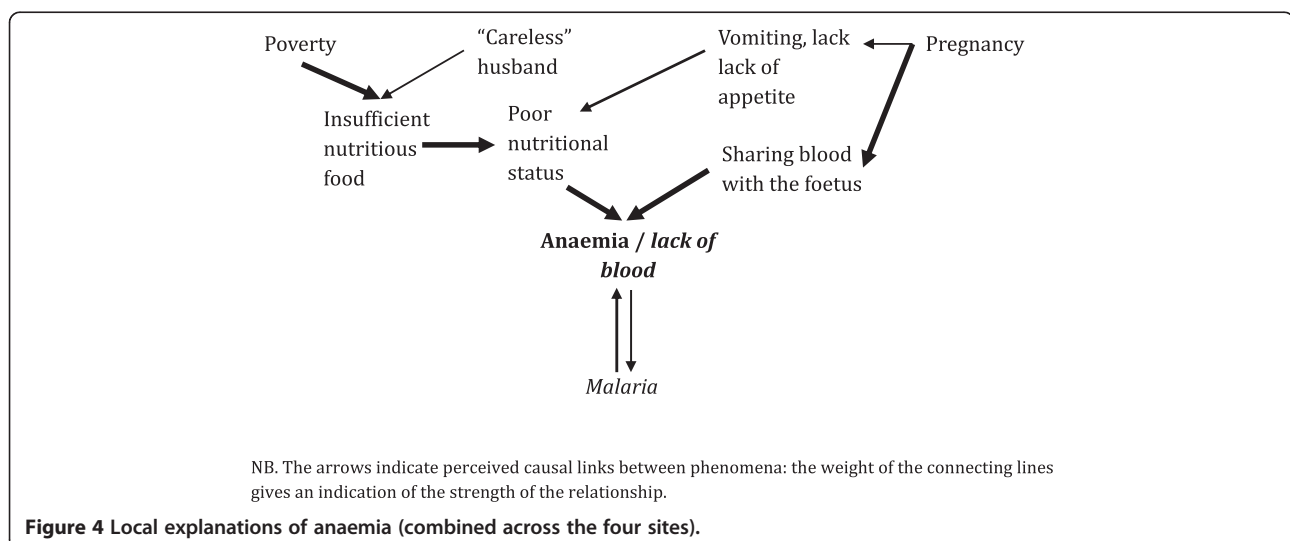 Poverty
"Careless"
husband
Vomiting, lack
lack of
appetite
Pregnancy
Insufficient
nutritious
food
Poor
nutritional
status
Sharing blood
with the foetus
Anaemia / lack of
blood
Malaria
NB. The arrows indicate perceived causal links between phenomena: the weight of the connecting lines
gives an indication of the strength of the relationship.
Figure 4 Local explanations of anaemia (combined across the four sites).